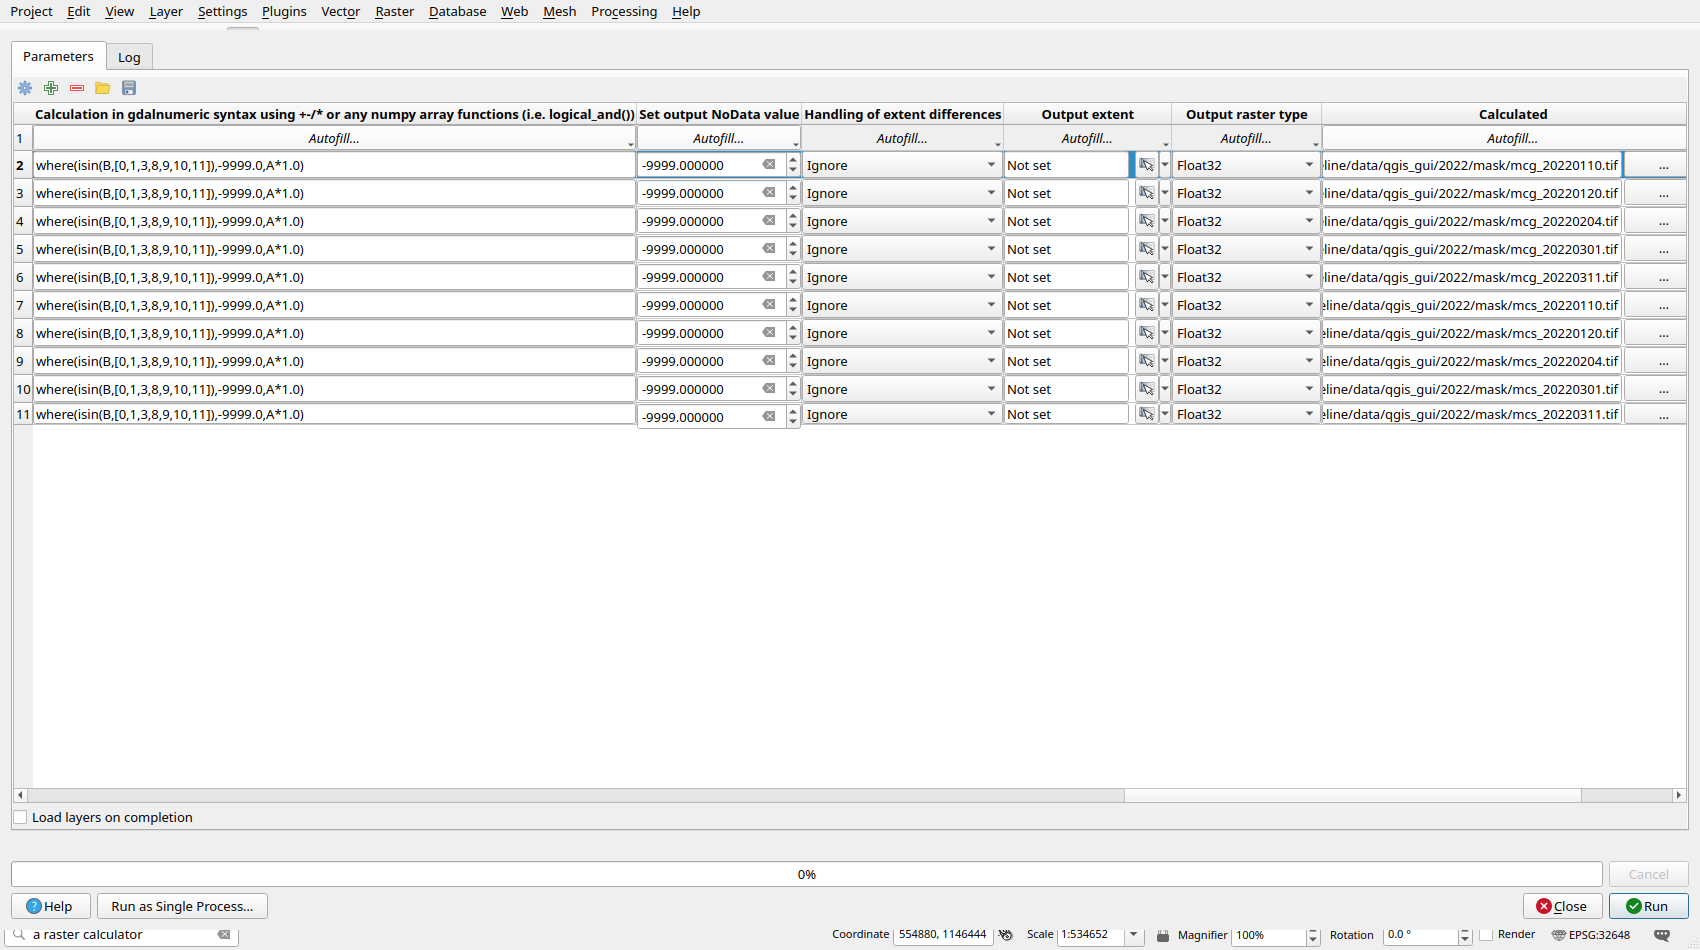 Project Edit View Layer Settings Plugins Vector Raster Database Web Mesh Processing Help
Parameters Log
Calculation in gdalnumeric syntax using +-/* or any numpy array functions (i.e. logical_and()) Set output NoData value Handling of extent differences Output extent Output raster type Calculated
1 Autofill... Autofill... Autofill... Autofill... Autofill... Autofill...
2 where(isin(B,[0,1,3,8,9,10,11]),-9999.0,A*1.0) -9999.000000 Ignore Not set Float32 line/data/qgis_gui/2022/mask/mcg_20220110.tif ...
3 where(isin(B,[0,1,3,8,9,10,11]),-9999.0,A*1.0) -9999.000000 Ignore Not set Float32 line/data/qgis_gui/2022/mask/mcg_20220120.tif ...
4 where(isin(B,[0,1,3,8,9,10,11]),-9999.0,A*1.0) -9999.000000 Ignore Not set Float32 line/data/qgis_gui/2022/mask/mcg_20220204.tif ...
5 where(isin(B,[0,1,3,8,9,10,11]),-9999.0,A*1.0) -9999.000000 Ignore Not set Float32 line/data/qgis_gui/2022/mask/mcg_20220301.tif ...
6 where(isin(B,[0,1,3,8,9,10,11]),-9999.0,A*1.0) -9999.000000 Ignore Not set Float32 line/data/qgis_gui/2022/mask/mcg_20220311.tif ...
7 where(isin(B,[0,1,3,8,9,10,11]),-9999.0,A*1.0) -9999.000000 Ignore Not set Float32 eline/data/qgis_gui/2022/mask/mcs_20220110.tif ...
8 where(isin(B,[0,1,3,8,9,10,11]),-9999.0,A*1.0) -9999.000000 Ignore Not set Float32 eline/data/qgis_gui/2022/mask/mcs_20220120.tif ...
9 where(isin(B,[0,1,3,8,9,10,11]),-9999.0,A*1.0) -9999.000000 Ignore Not set Float32 eline/data/qgis_gui/2022/mask/mcs_20220204.tif ...
10 where(isin(B,[0,1,3,8,9,10,11]),-9999.0,A*1.0) -9999.000000 Ignore Not set Float32 eline/data/qgis_gui/2022/mask/mcs_20220301.tif ...
11 where(isin(B,[0,1,3,8,9,10,11]),-9999.0,A*1.0) -9999.000000 Ignore Not set Float32 eline/data/qgis_gui/2022/mask/mcs_20220311.tif ...
Load layers on completion
0% Cancel
Help Run as Single Process... Close Run
a raster calculator Coordinate 554880, 1146444 Scale 1:534652 Magnifier 100% Rotation 0.0 ° Render EPSG:32648